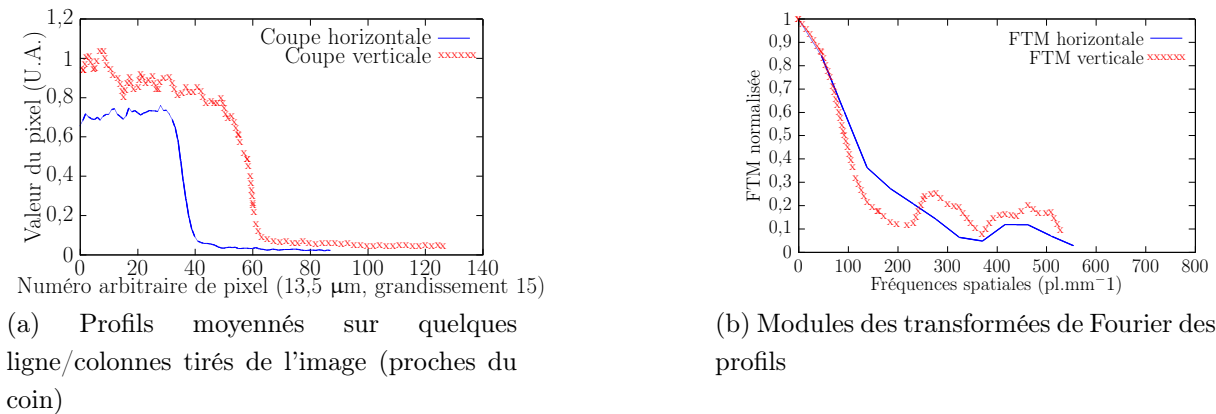 1,2
1
0,8
0,6
0,4
0,2
0
Valeur du pixel (U.A.)
Coupe horizontale
Coupe verticale
0 20 40 60 80 100 120 140
Numéro arbitraire de pixel (13,5 µm, grandissement 15)
(a) Profils moyennés sur quelques
ligne/colonnes tirés de l'image (proches du
coin)
1
0,9
0,8
0,7
0,6
0,5
0,4
0,3
0,2
1,1
0
FTM normalisée
FTM horizontale
FTM verticale
0 100 200 300 400 500 600 700 800
Fréquences spatiales (pl.mm−1)
(b) Modules des transformées de Fourier des
profils